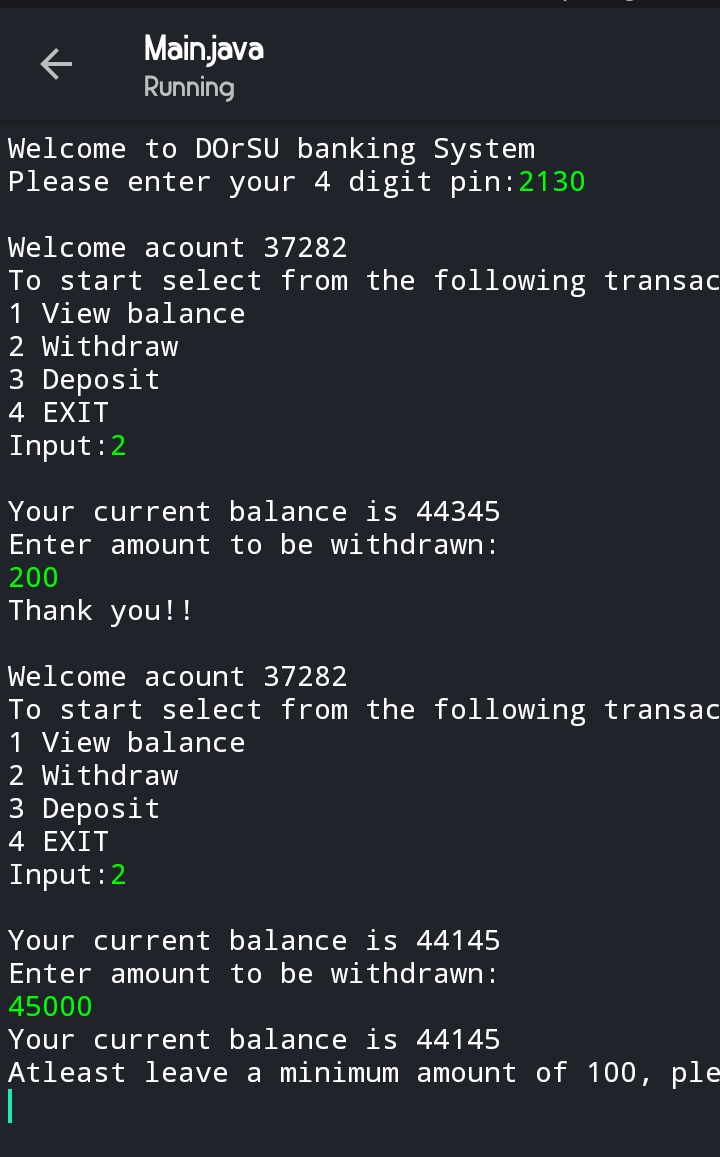 Main.java
Running
Welcome to DOrSU banking System
Please enter your 4 digit pin:2130
Welcome acount 37282
To start select from the following transac
1 View balance
2 Withdraw
3 Deposit
4 EXIT
Input:2
Your current balance is 44345
Enter amount to be withdrawn:
200
Thank you!!
Welcome acount 37282
To start select from the following transac
1 View balance
2 Withdraw
3 Deposit
4 EXIT
Input:2
Your current balance is 44145
Enter amount to be withdrawn:
45000
Your current balance is 44145
Atleast leave a minimum amount of 100, ple